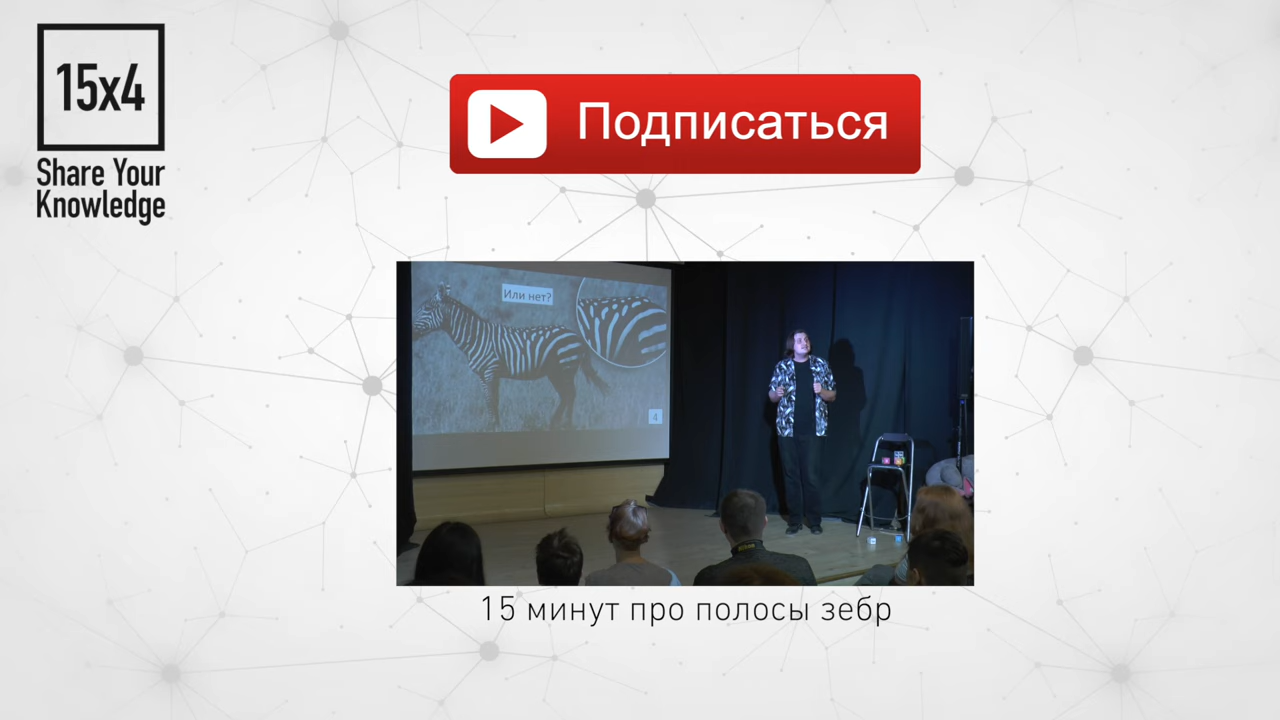 15x4
Share Your
Knowledge
Подписаться
Или нет?
4
15 минут про полосы зебр